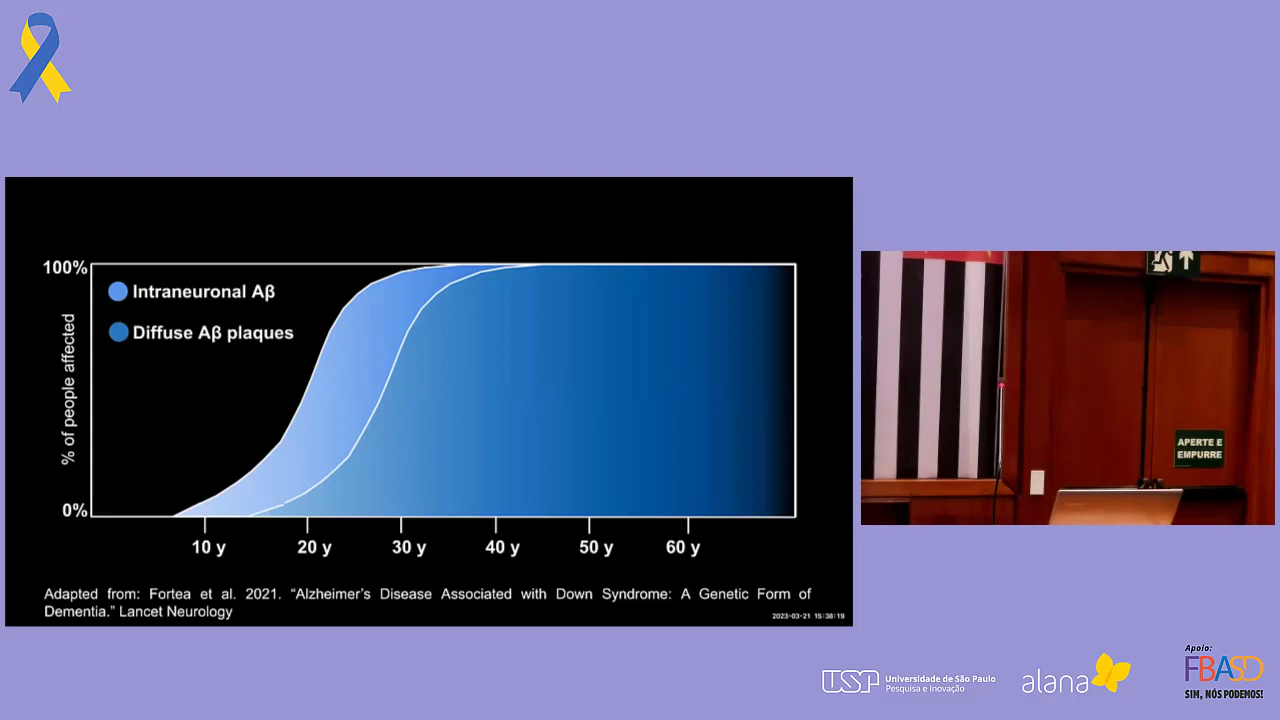 100%
Intraneuronal Aβ
Diffuse Aβ plaques
% of people affected
0%
10 y
20 y
30 y
40 y
50 y
60 y
Adapted from: Fortea et al. 2021. “Alzheimer’s Disease Associated with Down Syndrome: A Genetic Form of
Dementia.” Lancet Neurology
2023-03-21 15:38:19
APERTE E
EMPURRE
USP
Universidade de São Paulo
Pesquisa e Inovação
alana
Apoio:
FBASD
SIM, NÓS PODEMOS!